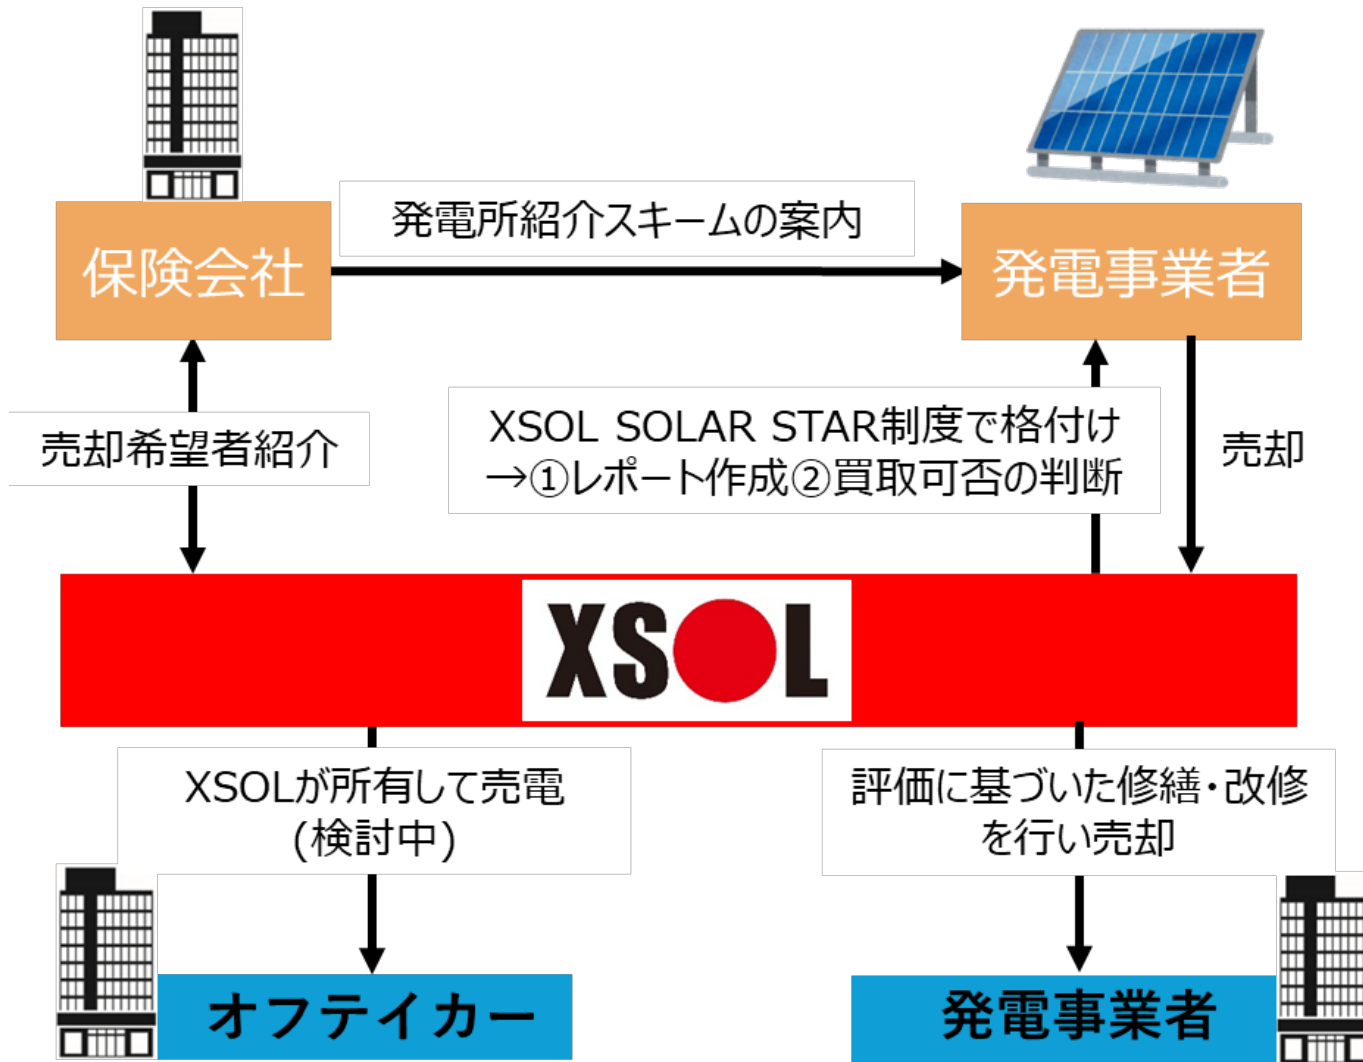 発電所紹介スキームの案内
保険会社
発電事業者
売却希望者紹介
XSOL SOLAR STAR制度で格付け
→①レポート作成②買取可否の判断
売却
XSOL
XSOLが所有して売電
(検討中)
評価に基づいた修繕・改修
を行い売却
オフテイカー
発電事業者